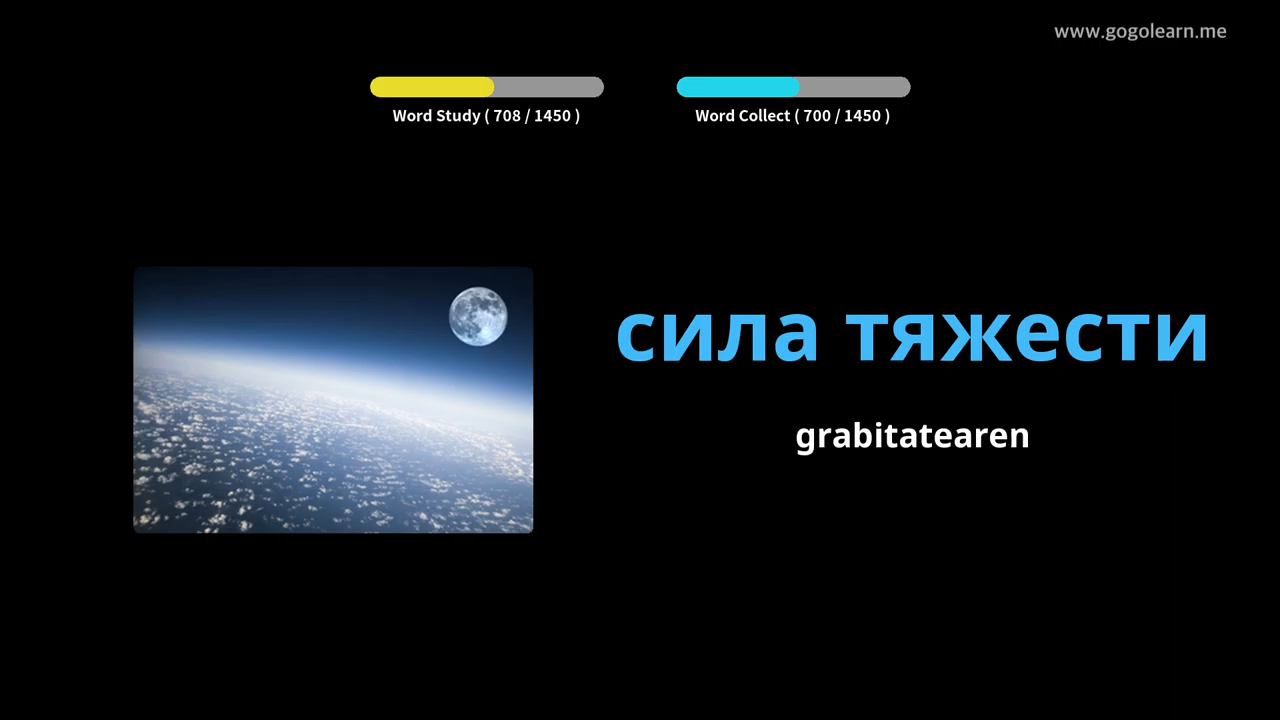 www.gogolearn.me
Word Study ( 708 / 1450 )
Word Collect ( 700 / 1450 )
сила тяжести
grabitatearen